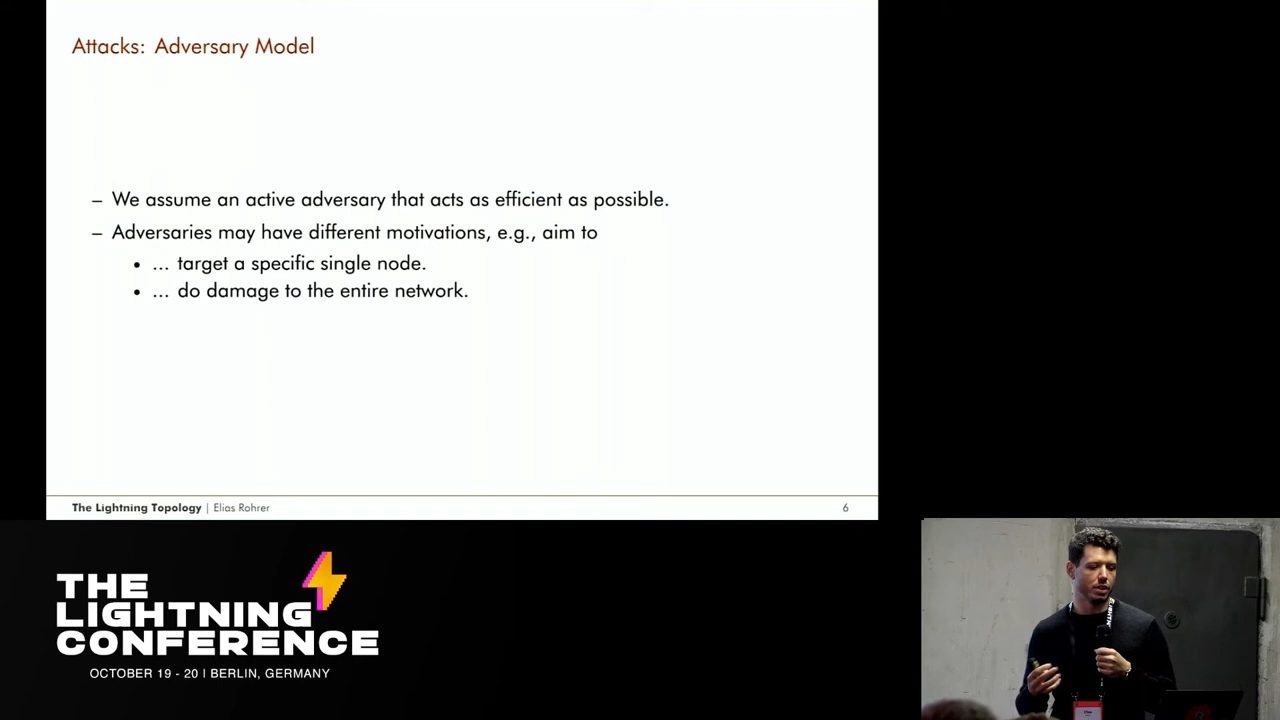 Attacks: Adversary Model
– We assume an active adversary that acts as efficient as possible.
– Adversaries may have different motivations, e.g., aim to
• ... target a specific single node.
• ... do damage to the entire network.
The Lightning Topology | Elias Rohrer
6
THE
LIGHTNING
CONFERENCE
OCTOBER 19 - 20 | BERLIN, GERMANY